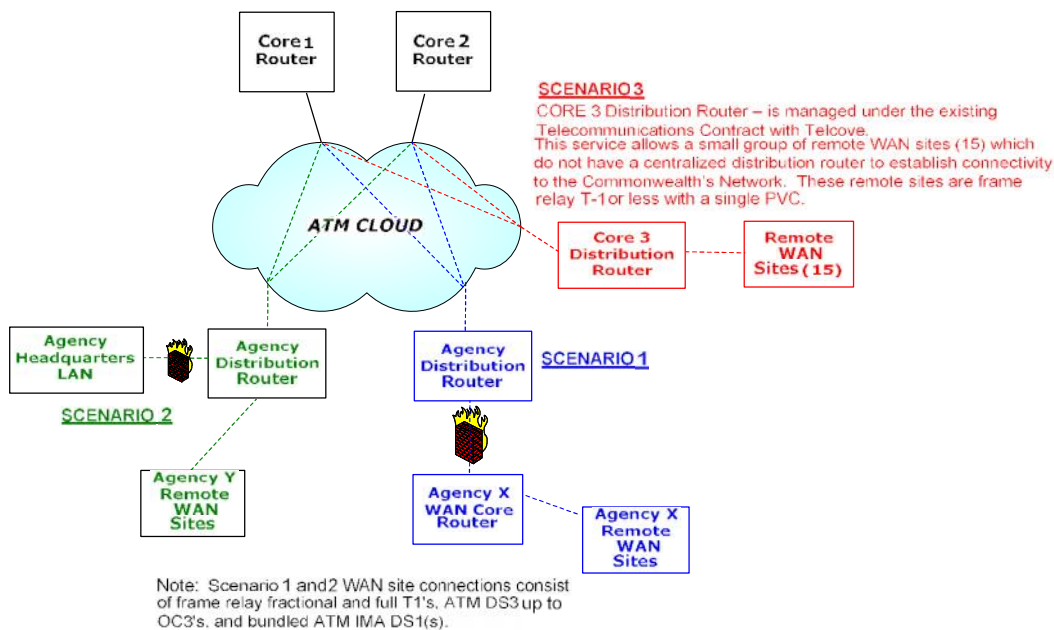 Core 1
Router
Core 2
Router
SCENARIO 3
CORE 3 Distribution Router – is managed under the existing
Telecommunications Contract with Telcove.
This service allows a small group of remote WAN sites (15) which
do not have a centralized distribution router to establish connectivity
to the Commonwealth's Network. These remote sites are frame
relay T-1 or less with a single PVC.
ATM CLOUD
Core 3
Distribution
Router
Remote
WAN
Sites (15)
Agency
Headquarters
LAN
Agency
Distribution
Router
Agency
Distribution
Router
SCENARIO 1
SCENARIO 2
Agency Y
Remote
WAN
Sites
Agency X
WAN Core
Router
Agency X
Remote
WAN
Sites
Note: Scenario 1 and 2 WAN site connections consist
of frame relay fractional and full T1's, ATM DS3 up to
OC3's, and bundled ATM IMA DS1(s).